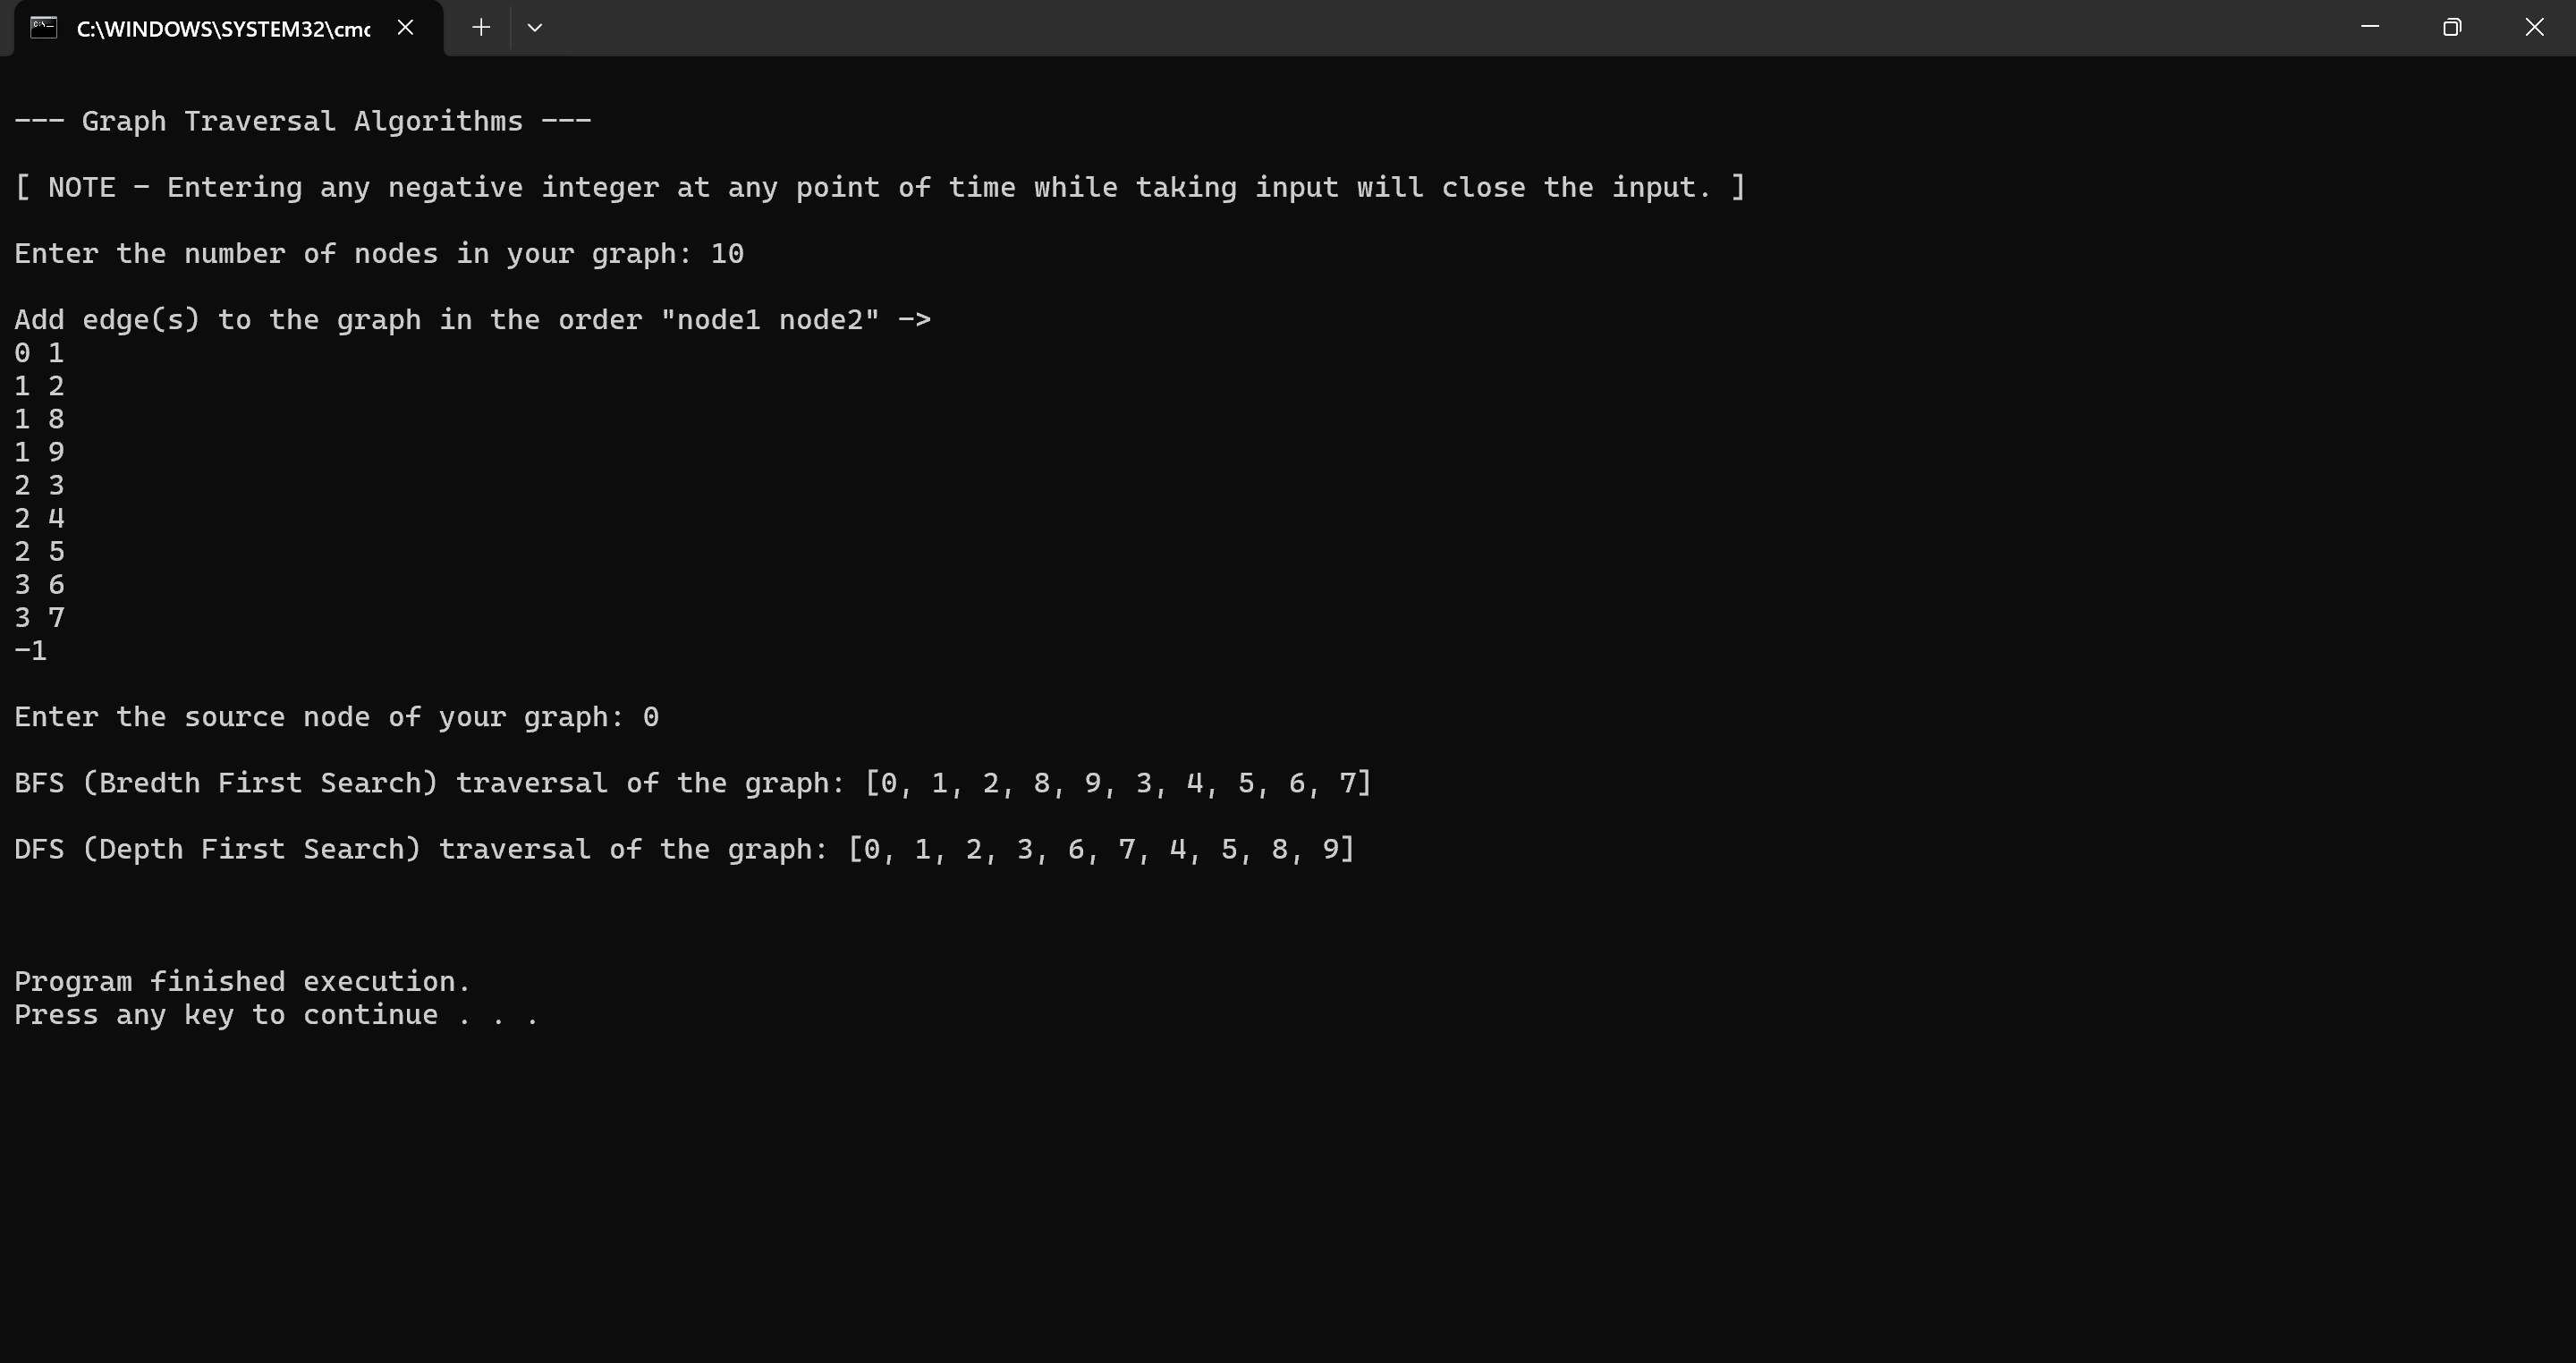 C:\WINDOWS\SYSTEM32\cmc
--- Graph Traversal Algorithms ---
[ NOTE - Entering any negative integer at any point of time while taking input will close the input. ]
Enter the number of nodes in your graph: 10
Add edge(s) to the graph in the order "node1 node2" ->
0 1
1 2
1 8
1 9
2 3
2 4
2 5
3 6
3 7
-1
Enter the source node of your graph: 0
BFS (Bredth First Search) traversal of the graph: [0, 1, 2, 8, 9, 3, 4, 5, 6, 7]
DFS (Depth First Search) traversal of the graph: [0, 1, 2, 3, 6, 7, 4, 5, 8, 9]
Program finished execution.
Press any key to continue . . .